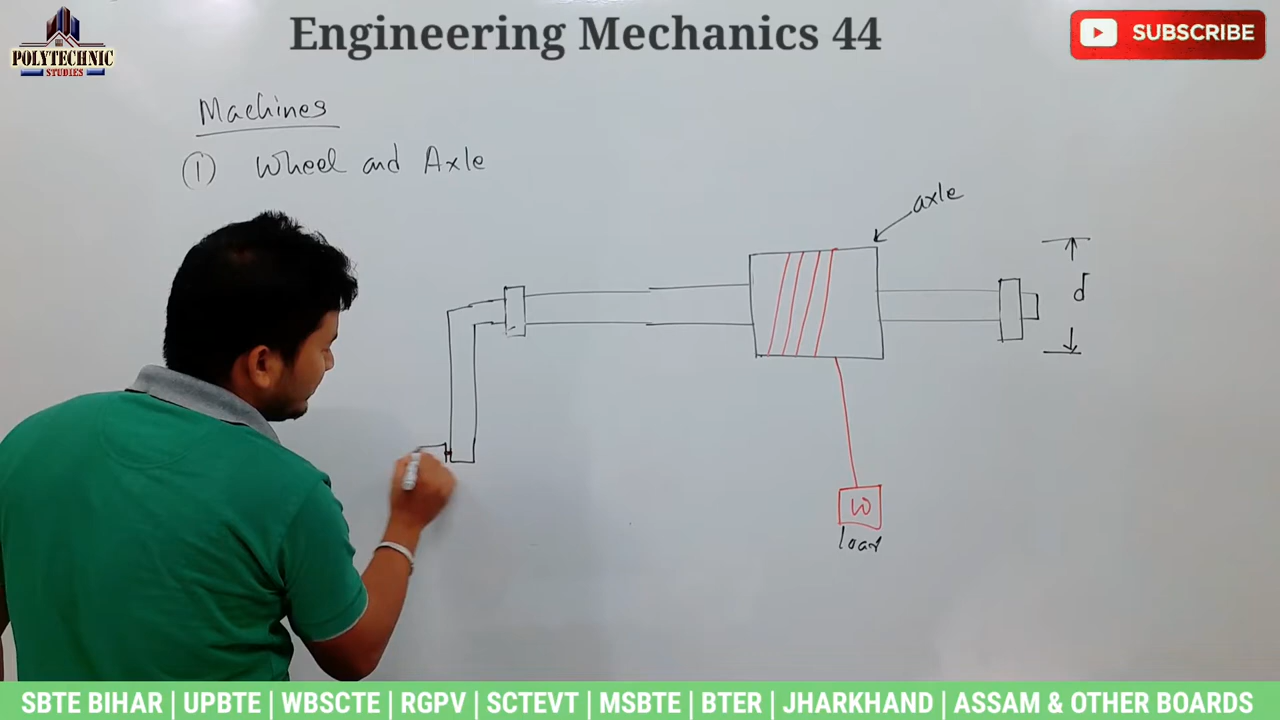 Engineering Mechanics 44
POLYTECHNIC
STUDIES
SUBSCRIBE
Machines
① Wheel and Axle
axle
d
W
load
SBTE BIHAR | UPBTE | WBSCTE | RGPV | SCTEVT | MSBTE | BTER | JHARKHAND | ASSAM & OTHER BOARDS